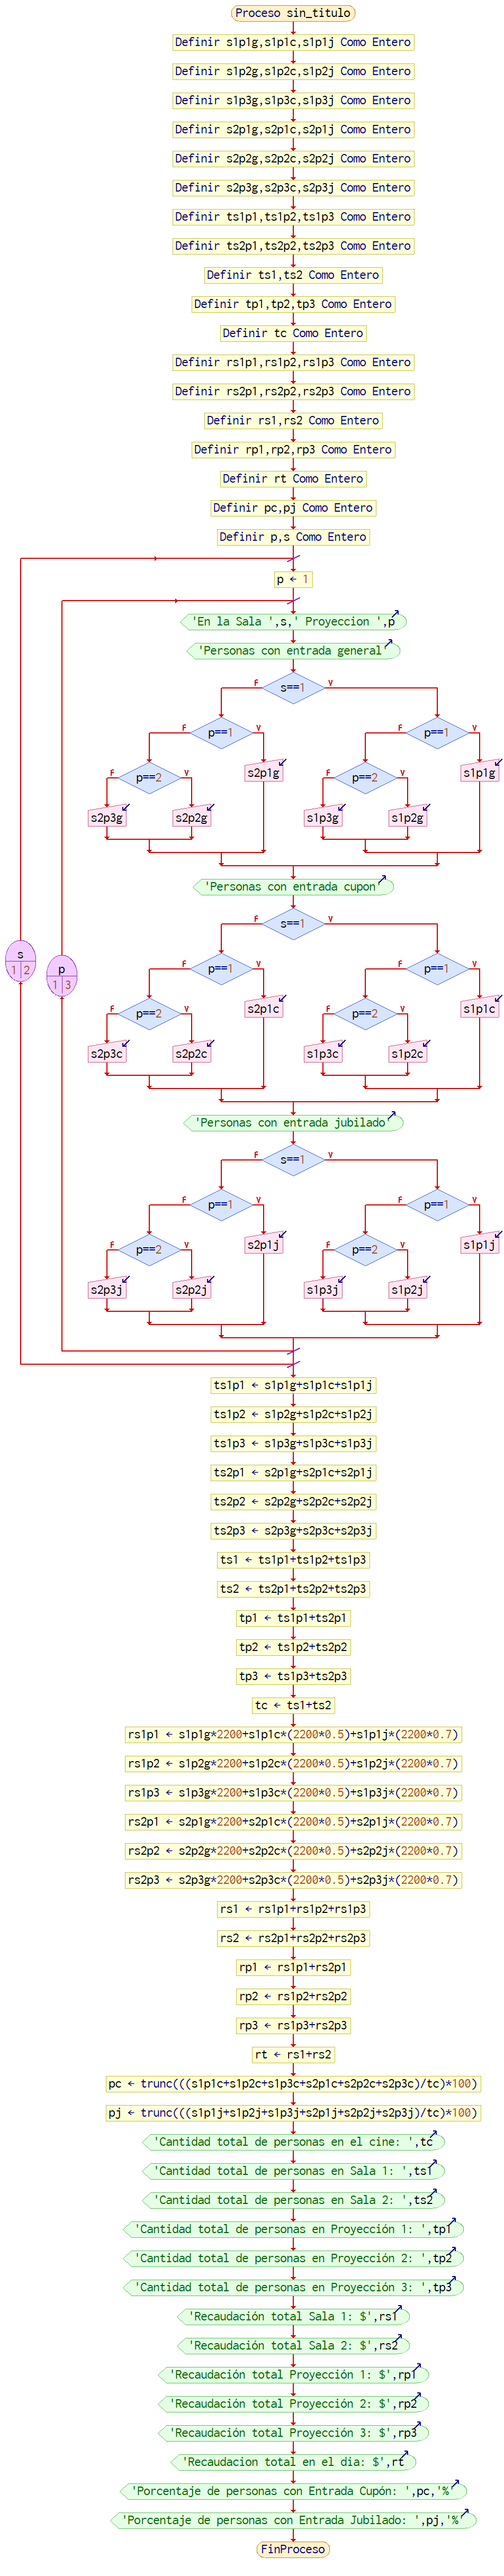 Proceso sin_titulo
Definir s1p1g,s1p1c,s1p1j Como Entero
Definir s1p2g,s1p2c,s1p2j Como Entero
Definir s1p3g,s1p3c,s1p3j Como Entero
Definir s2p1g,s2p1c,s2p1j Como Entero
Definir s2p2g,s2p2c,s2p2j Como Entero
Definir s2p3g,s2p3c,s2p3j Como Entero
Definir ts1p1,ts1p2,ts1p3 Como Entero
Definir ts2p1,ts2p2,ts2p3 Como Entero
Definir ts1,ts2 Como Entero
Definir tp1,tp2,tp3 Como Entero
Definir tc Como Entero
Definir rs1p1,rs1p2,rs1p3 Como Entero
Definir rs2p1,rs2p2,rs2p3 Como Entero
Definir rs1,rs2 Como Entero
Definir rp1,rp2,rp3 Como Entero
Definir rt Como Entero
Definir pc,pj Como Entero
Definir p,s Como Entero
p ← 1
'En la Sala ',s,' Proyeccion ',p
'Personas con entrada general'
F s==1 V
F p==1 V F p==1 V
F p==2 V s2p1g F p==2 V s1p1g
s2p3g s2p2g s1p3g s1p2g
'Personas con entrada cupon'
F s==1 V
s p F p==1 V F p==1 V
1 2 1 3
F p==2 V s2p1c F p==2 V s1p1c
s2p3c s2p2c s1p3c s1p2c
'Personas con entrada jubilado'
F s==1 V
F p==1 V F p==1 V
F p==2 V s2p1j F p==2 V s1p1j
s2p3j s2p2j s1p3j s1p2j
ts1p1 ← s1p1g+s1p1c+s1p1j
ts1p2 ← s1p2g+s1p2c+s1p2j
ts1p3 ← s1p3g+s1p3c+s1p3j
ts2p1 ← s2p1g+s2p1c+s2p1j
ts2p2 ← s2p2g+s2p2c+s2p2j
ts2p3 ← s2p3g+s2p3c+s2p3j
ts1 ← ts1p1+ts1p2+ts1p3
ts2 ← ts2p1+ts2p2+ts2p3
tp1 ← ts1p1+ts2p1
tp2 ← ts1p2+ts2p2
tp3 ← ts1p3+ts2p3
tc ← ts1+ts2
rs1p1 ← s1p1g*2200+s1p1c*(2200*0.5)+s1p1j*(2200*0.7)
rs1p2 ← s1p2g*2200+s1p2c*(2200*0.5)+s1p2j*(2200*0.7)
rs1p3 ← s1p3g*2200+s1p3c*(2200*0.5)+s1p3j*(2200*0.7)
rs2p1 ← s2p1g*2200+s2p1c*(2200*0.5)+s2p1j*(2200*0.7)
rs2p2 ← s2p2g*2200+s2p2c*(2200*0.5)+s2p2j*(2200*0.7)
rs2p3 ← s2p3g*2200+s2p3c*(2200*0.5)+s2p3j*(2200*0.7)
rs1 ← rs1p1+rs1p2+rs1p3
rs2 ← rs2p1+rs2p2+rs2p3
rp1 ← rs1p1+rs2p1
rp2 ← rs1p2+rs2p2
rp3 ← rs1p3+rs2p3
rt ← rs1+rs2
pc ← trunc(((s1p1c+s1p2c+s1p3c+s2p1c+s2p2c+s2p3c)/tc)*100)
pj ← trunc(((s1p1j+s1p2j+s1p3j+s2p1j+s2p2j+s2p3j)/tc)*100)
'Cantidad total de personas en el cine: ',tc
'Cantidad total de personas en Sala 1: ',ts1
'Cantidad total de personas en Sala 2: ',ts2
'Cantidad total de personas en Proyección 1: ',tp1
'Cantidad total de personas en Proyección 2: ',tp2
'Cantidad total de personas en Proyección 3: ',tp3
'Recaudación total Sala 1: $',rs1
'Recaudación total Sala 2: $',rs2
'Recaudación total Proyección 1: $',rp1
'Recaudación total Proyección 2: $',rp2
'Recaudación total Proyección 3: $',rp3
'Recaudacion total en el dia: $',rt
'Porcentaje de personas con Entrada Cupón: ',pc,'%'
'Porcentaje de personas con Entrada Jubilado: ',pj,'%'
FinProceso